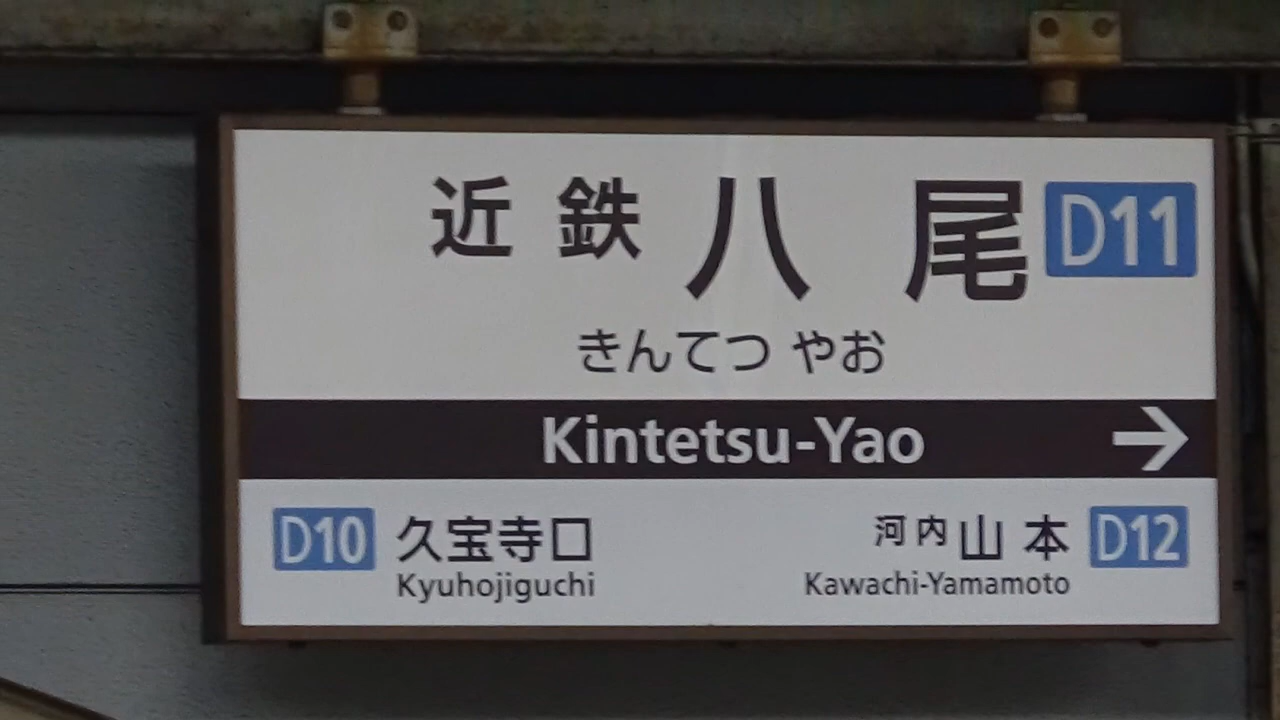 近鉄八尾 D11
きんてつ やお
Kintetsu-Yao →
D10 久宝寺口 河内山本 D12
Kyuhojiguchi Kawachi-Yamamoto